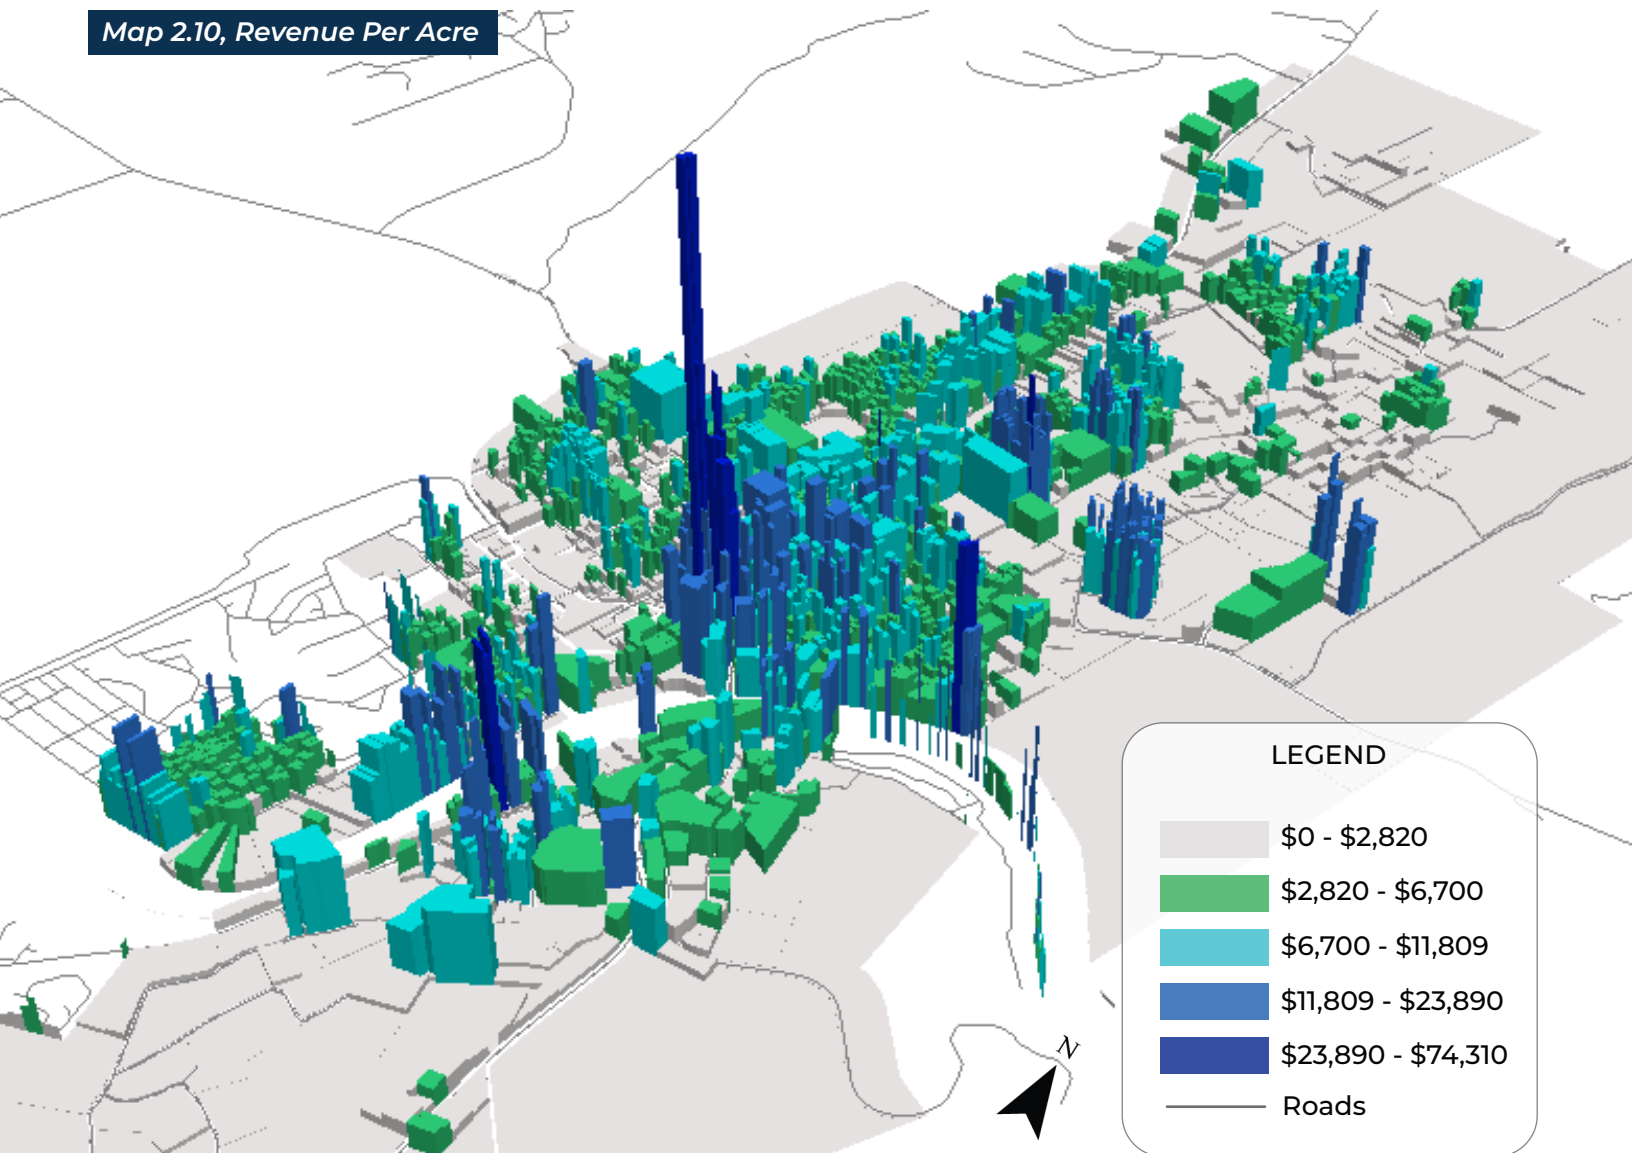 Map 2.10, Revenue Per Acre
N
LEGEND
$0 - $2,820
$2,820 - $6,700
$6,700 - $11,809
$11,809 - $23,890
$23,890 - $74,310
Roads